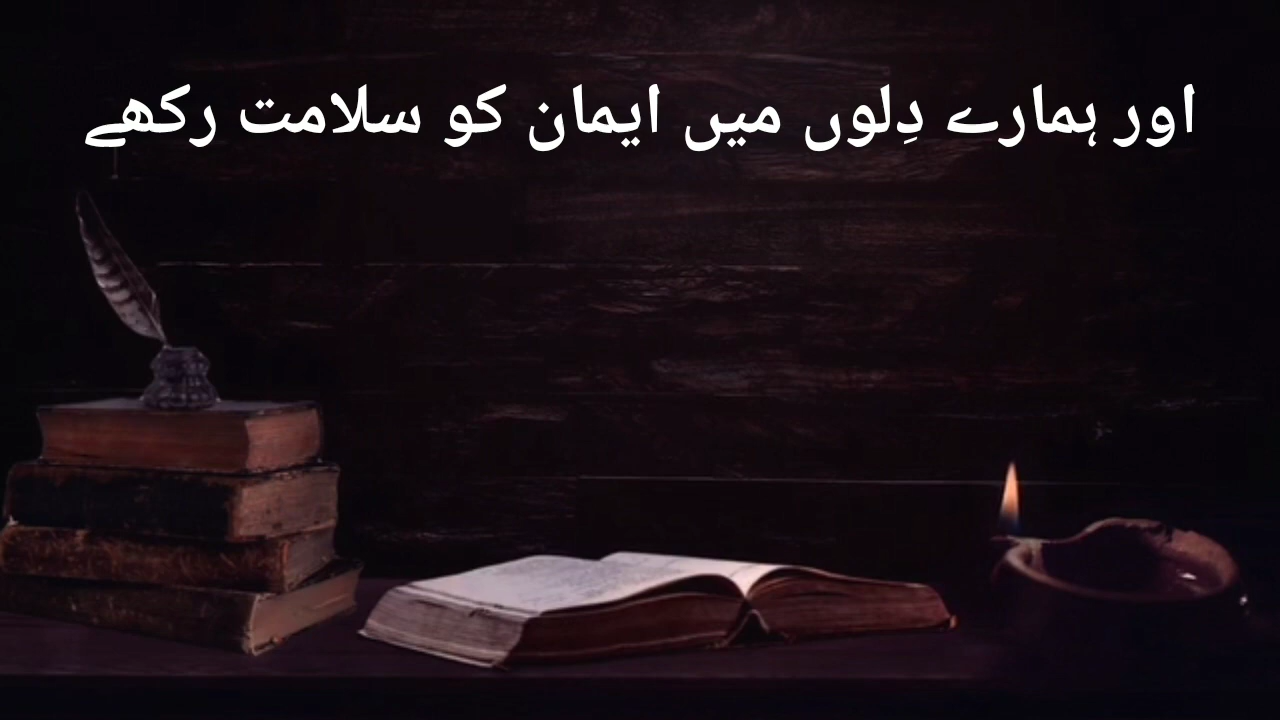 اور ہمارے دِلوں میں ایمان کو سلامت رکھے